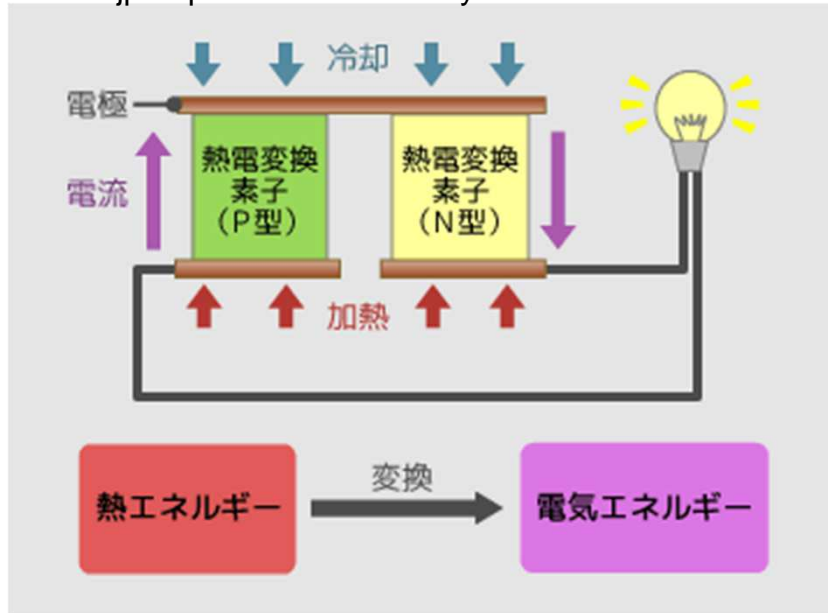 冷却
電極
熱電変換
素子
（P型）
熱電変換
素子
（N型）
電流
加熱
変換
熱エネルギー
電気エネルギー